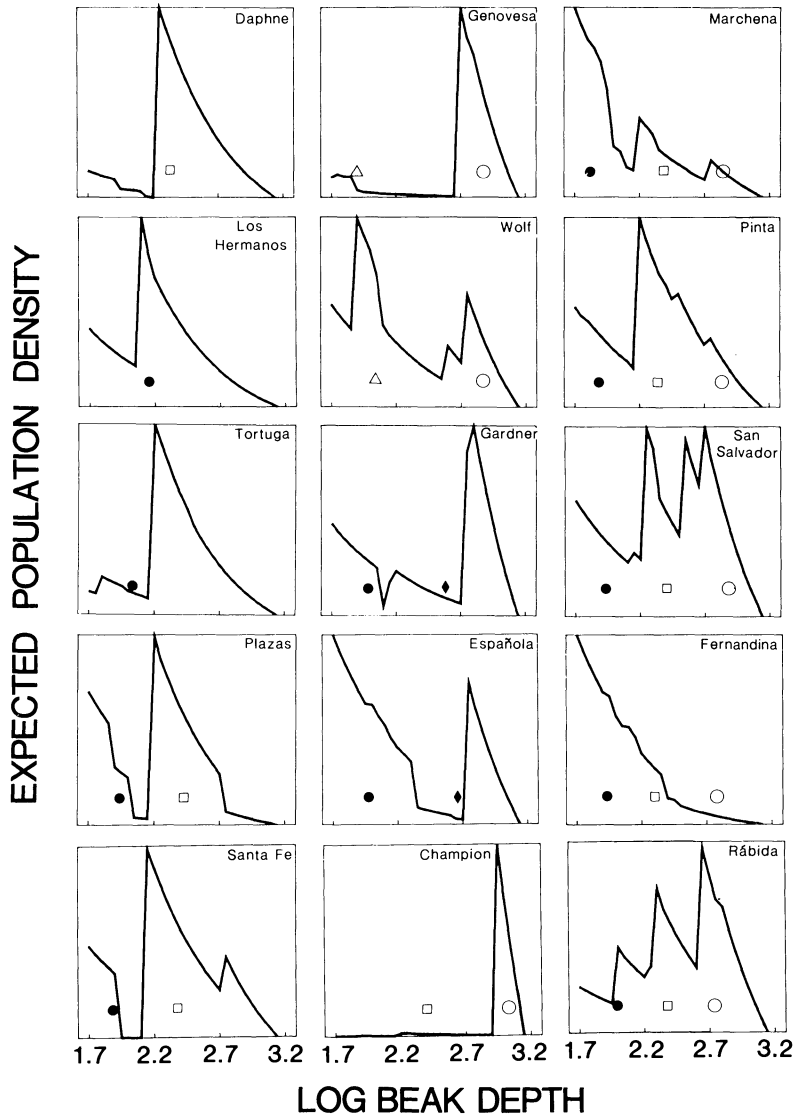 Daphne
Genovesa
Marchena
Los
Hermanos
Wolf
Pinta
Tortuga
Gardner
San
Salvador
Plazas
Española
Fernandina
Santa Fe
Champion
Rábida
EXPECTED POPULATION DENSITY
1.7 2.2 2.7 3.2
1.7 2.2 2.7 3.2
1.7 2.2 2.7 3.2
LOG BEAK DEPTH